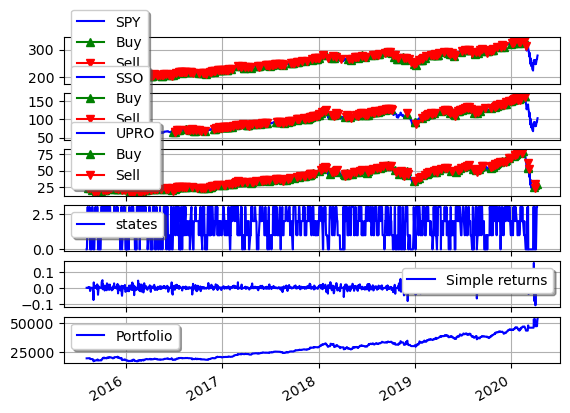 SPY
Buy
Sell
300
200
SSO
Buy
Sell
150
100
50
UPRO
Buy
Sell
75
50
25
states
2.5
0.0
Simple returns
0.1
0.0
−0.1
Portfolio
50000
25000
2016
2017
2018
2019
2020